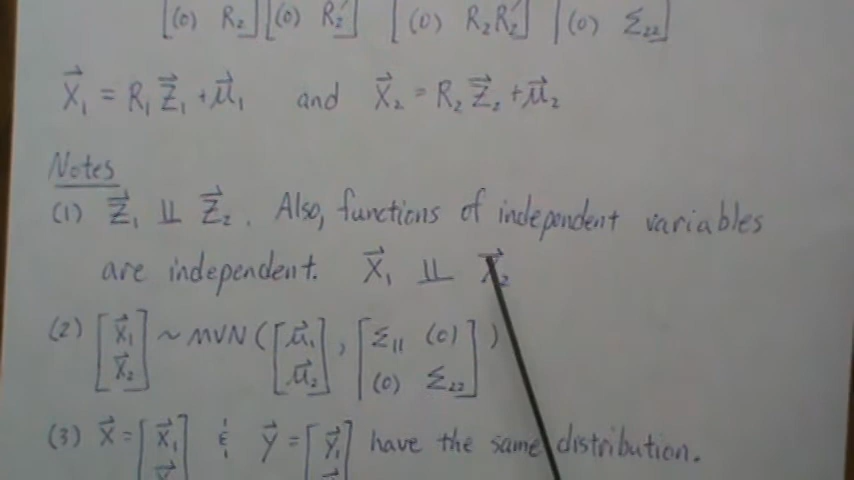 [(0) R₂] [(0) R₂′] [(0) R₂R₂′] [(0) Σ₂₂]
X⃗₁ = R₁ Z⃗₁ + μ⃗₁ and X⃗₂ = R₂ Z⃗₂ + μ⃗₂
Notes
(1) Z⃗₁ ⫫ Z⃗₂. Also, functions of independent variables
are independent. X⃗₁ ⫫ X⃗₂
(2) [X⃗₁ X⃗₂] ~ MVN ([μ⃗₁ μ⃗₂], [Σ₁₁ (0) (0) Σ₂₂])
(3) X⃗ = [X⃗₁ & Y⃗ = [Y⃗₁] have the same distribution.